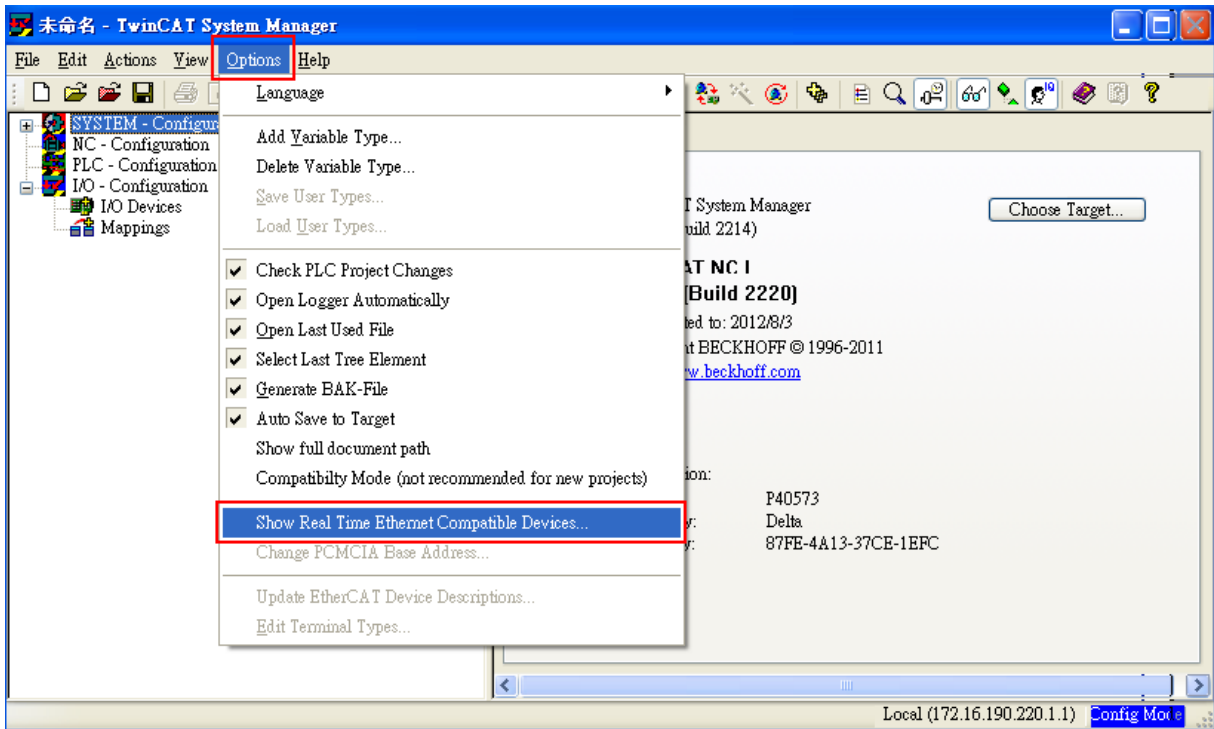 未命名 - TwinCAT System Manager
File Edit Actions View Options Help
Language
Add Variable Type...
Delete Variable Type...
Save User Types...
Load User Types...
Check PLC Project Changes
Open Logger Automatically
Open Last Used File
Select Last Tree Element
Generate BAK-File
Auto Save to Target
Show full document path
Compatibilty Mode (not recommended for new projects)
Show Real Time Ethernet Compatible Devices...
Change PCMCIA Base Address...
Update EtherCAT Device Descriptions...
Edit Terminal Types...
SYSTEM - Configur
NC - Configuration
PLC - Configuration
I/O - Configuration
I/O Devices
Mappings
T System Manager
uild 2214)
Choose Target...
AT NC I
(Build 2220)
ted to: 2012/8/3
nt BECKHOFF © 1996-2011
w.beckhoff.com
ion:
P40573
y: Delta
y: 87FE-4A13-37CE-1EFC
Local (172.16.190.220.1.1) Config Mode